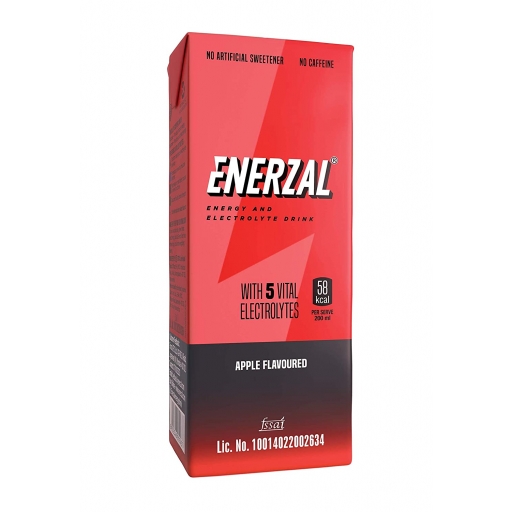 NO ARTIFICIAL SWEETENER NO CAFFEINE
ENERZAL®
ENERGY AND
ELECTROLYTE DRINK
WITH 5 VITAL
ELECTROLYTES
58
kcal
PER SERVE
200 ml
APPLE FLAVOURED
fssai
Lic. No. 10014022002634